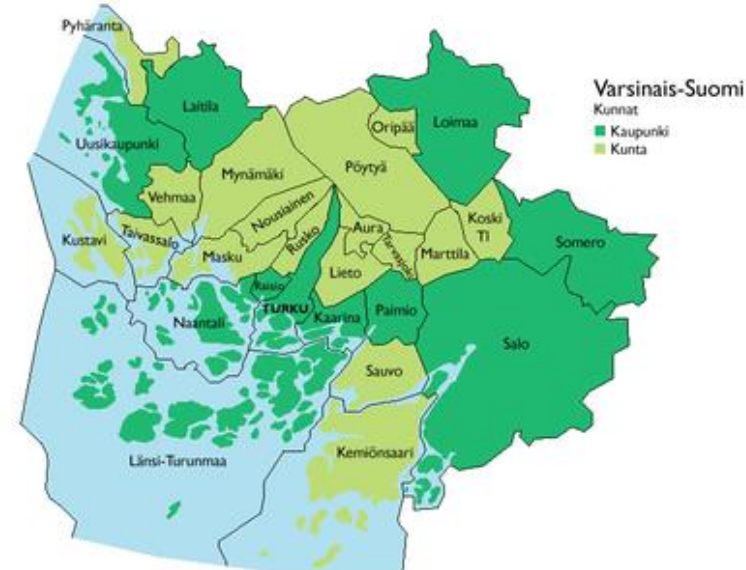 Pyhäranta
Laitila
Loimaa
Oripää
Uusikaupunki
Mynämäki
Pöytyä
Vehmaa
Nousiainen
Koski
Tl
Kustavi
Taivassalo
Masku
Rusko
Aura
Tarvasjoki
Marttila
Somero
Lieto
Raisio
Naantali
TURKU
Kaarina
Paimio
Salo
Sauvo
Länsi-Turunmaa
Kemiönsaari
Varsinais-Suomi
Kunnat
Kaupunki
Kunta